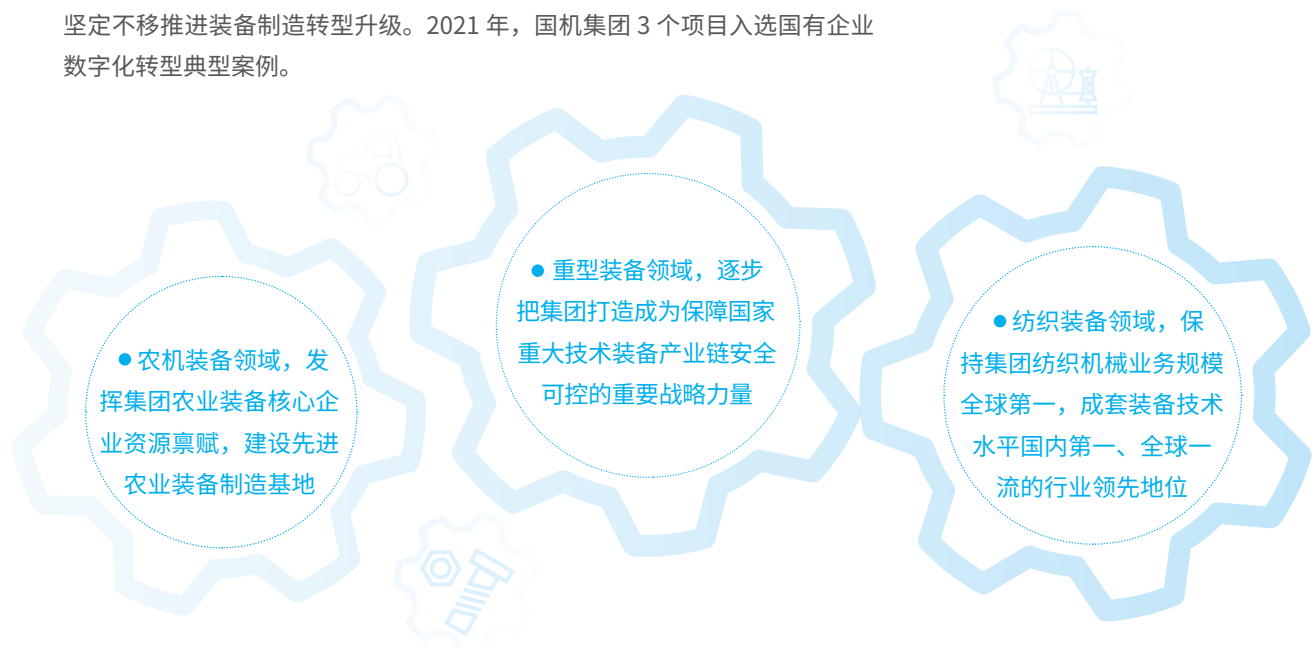 坚定不移推进装备制造转型升级。2021 年，国机集团 3 个项目入选国有企业
数字化转型典型案例。
● 农机装备领域，发
挥集团农业装备核心企
业资源禀赋，建设先进
农业装备制造基地
● 重型装备领域，逐步
把集团打造成为保障国家
重大技术装备产业链安全
可控的重要战略力量
● 纺织装备领域，保
持集团纺织机械业务规模
全球第一，成套装备技术
水平国内第一、全球一
流的行业领先地位